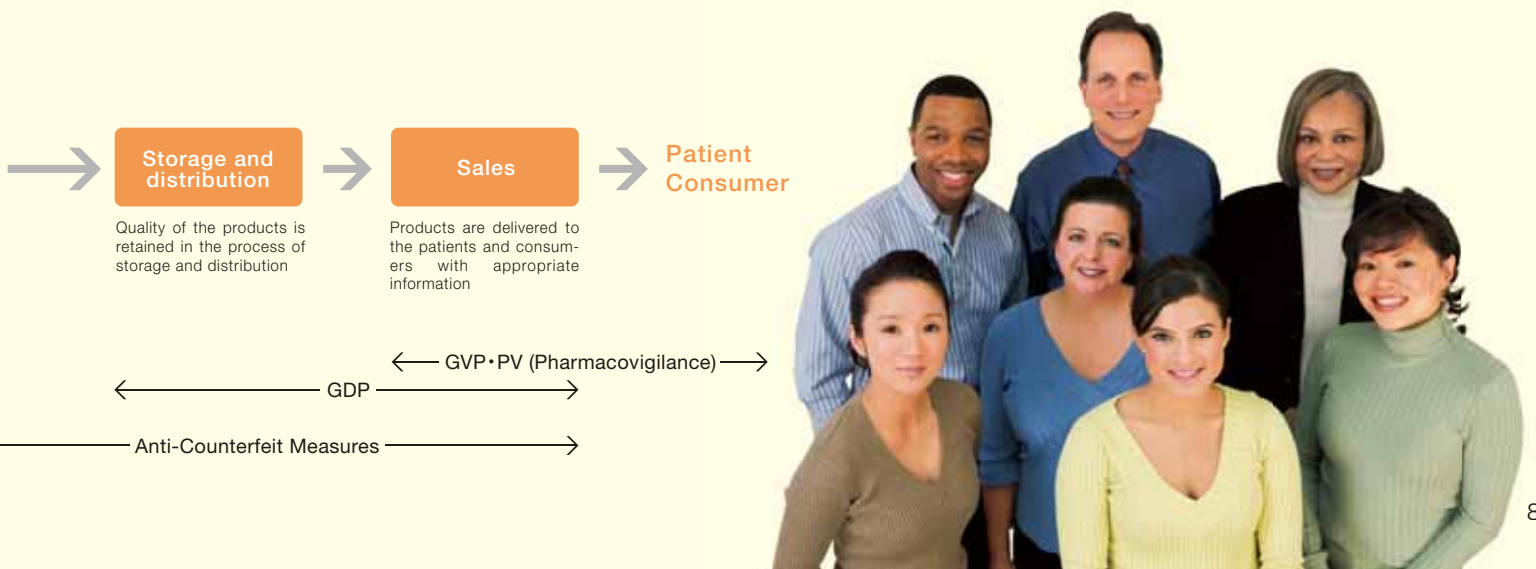 Storage and
distribution
Quality of the products is
retained in the process of
storage and distribution
Sales
Products are delivered to
the patients and consum-
ers with appropriate
information
Patient
Consumer
GVP・PV (Pharmacovigilance)
GDP
Anti-Counterfeit Measures
8